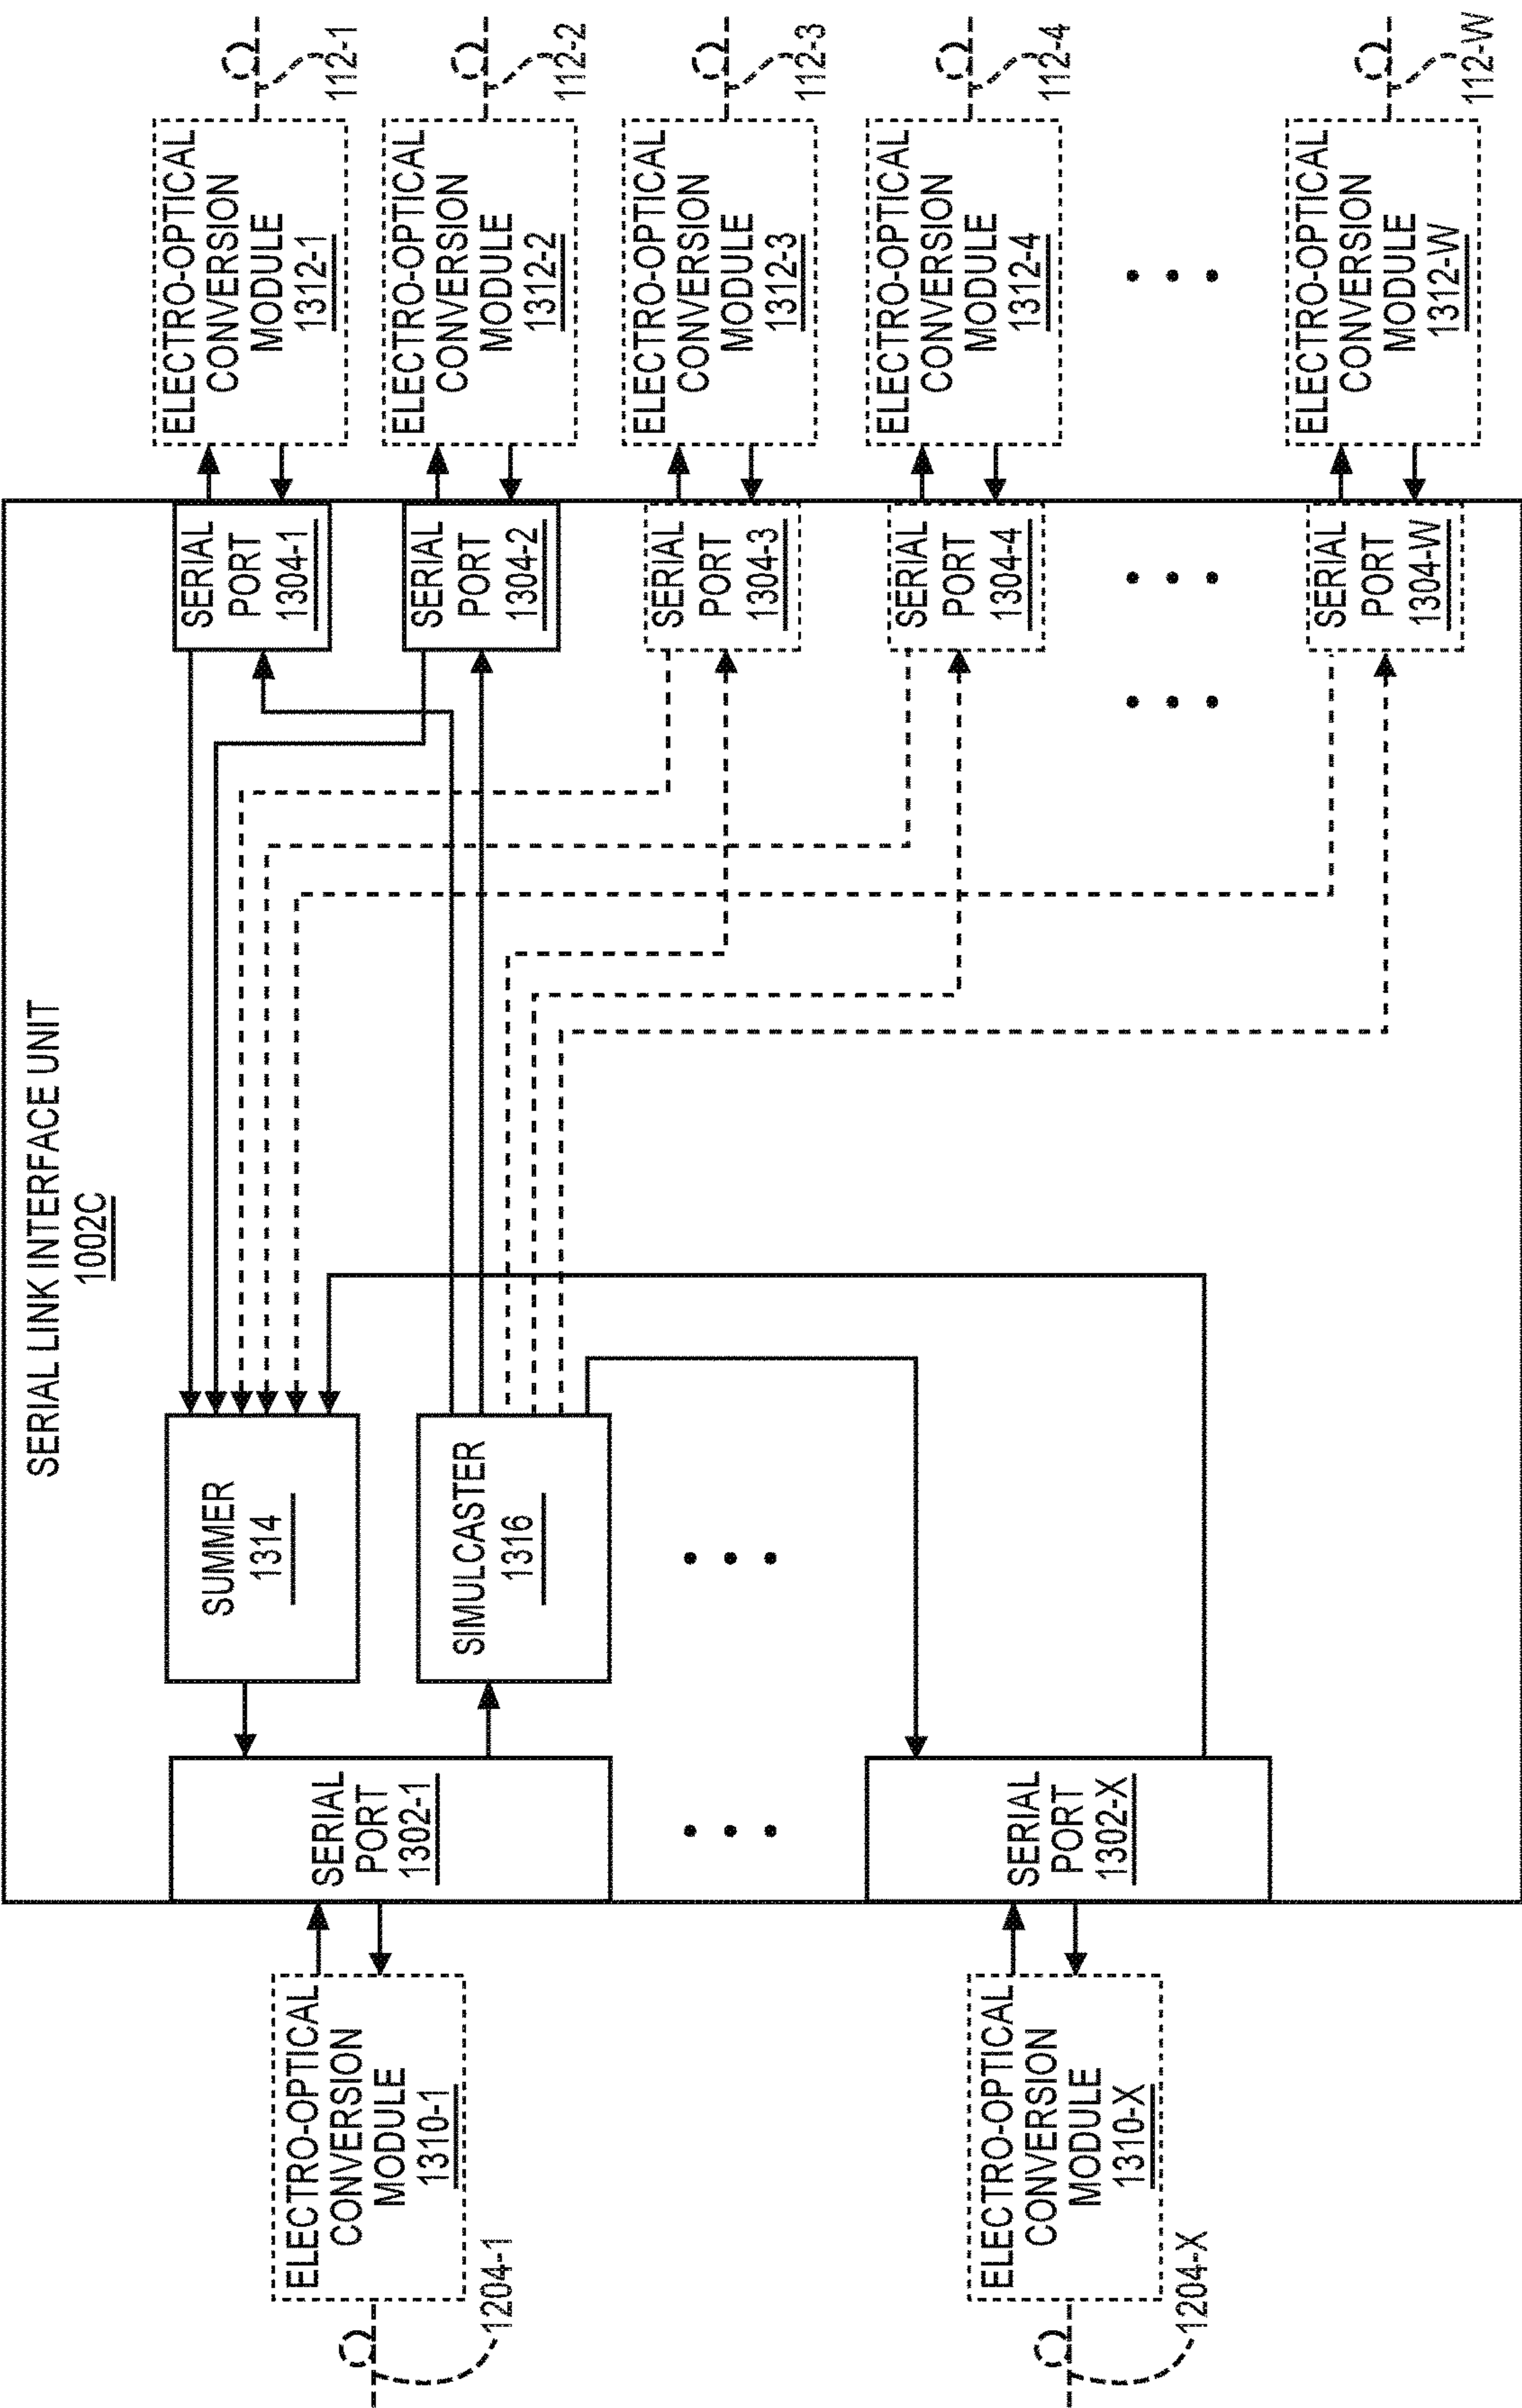 SERIAL LINK INTERFACE UNIT
1002C
ELECTRO-OPTICAL
CONVERSION
MODULE
1310-1
1204-1
SERIAL
PORT
1302-1
SUMMER
1314
SIMULCASTER
1316
SERIAL
PORT
1304-1
ELECTRO-OPTICAL
CONVERSION
MODULE
1312-1
112-1
SERIAL
PORT
1304-2
ELECTRO-OPTICAL
CONVERSION
MODULE
1312-2
112-2
SERIAL
PORT
1304-3
ELECTRO-OPTICAL
CONVERSION
MODULE
1312-3
112-3
ELECTRO-OPTICAL
CONVERSION
MODULE
1310-X
1204-X
SERIAL
PORT
1302-X
SERIAL
PORT
1304-4
ELECTRO-OPTICAL
CONVERSION
MODULE
1312-4
112-4
SERIAL
PORT
1304-W
ELECTRO-OPTICAL
CONVERSION
MODULE
1312-W
112-W